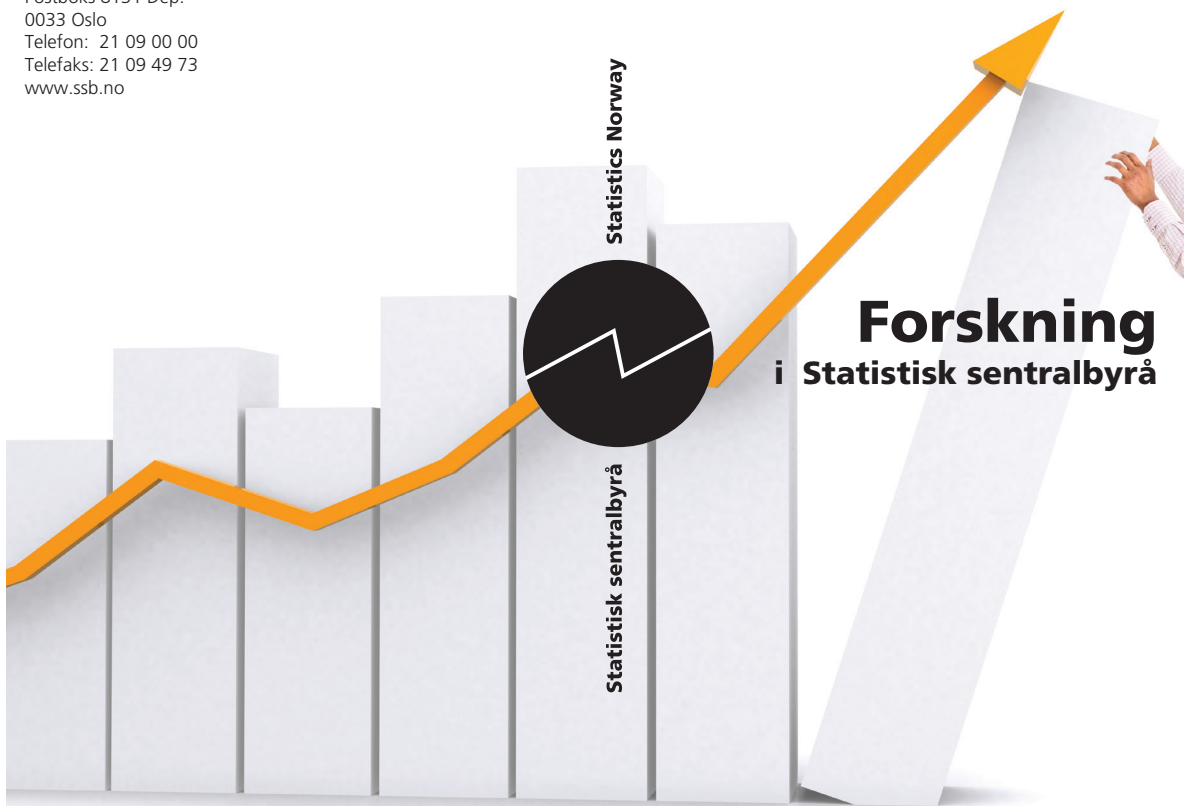 0033 Oslo
Telefon: 21 09 00 00
Telefaks: 21 09 49 73
www.ssb.no
Statistics Norway
Forskning
i Statistisk sentralbyrå
Statistisk sentralbyrå